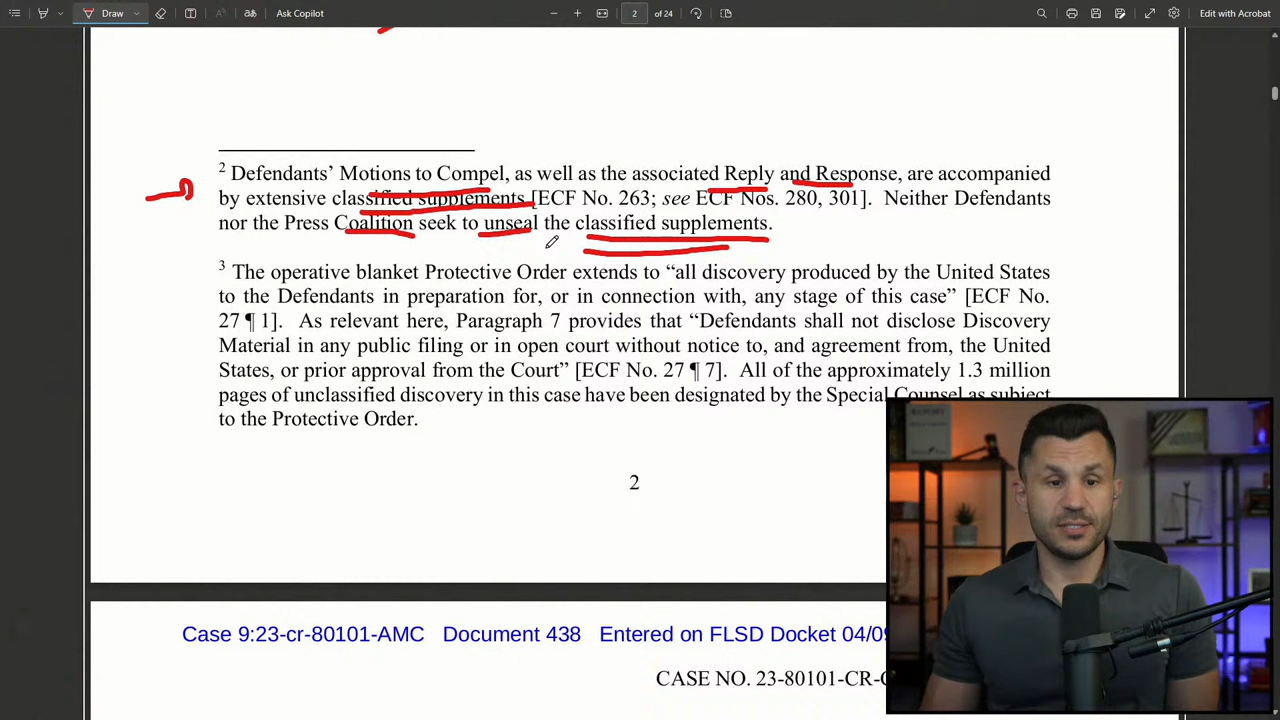 Draw
Ask Copilot
2
of 24
Edit with Acrobat
2 Defendants' Motions to Compel, as well as the associated Reply and Response, are accompanied
by extensive classified supplements [ECF No. 263; see ECF Nos. 280, 301]. Neither Defendants
nor the Press Coalition seek to unseal the classified supplements.
3 The operative blanket Protective Order extends to “all discovery produced by the United States
to the Defendants in preparation for, or in connection with, any stage of this case” [ECF No.
27 ¶ 1]. As relevant here, Paragraph 7 provides that “Defendants shall not disclose Discovery
Material in any public filing or in open court without notice to, and agreement from, the United
States, or prior approval from the Court” [ECF No. 27 ¶ 7]. All of the approximately 1.3 million
pages of unclassified discovery in this case have been designated by the Special Counsel as subject
to the Protective Order.
2
Case 9:23-cr-80101-AMC Document 438 Entered on FLSD Docket 04/09
CASE NO. 23-80101-CR-